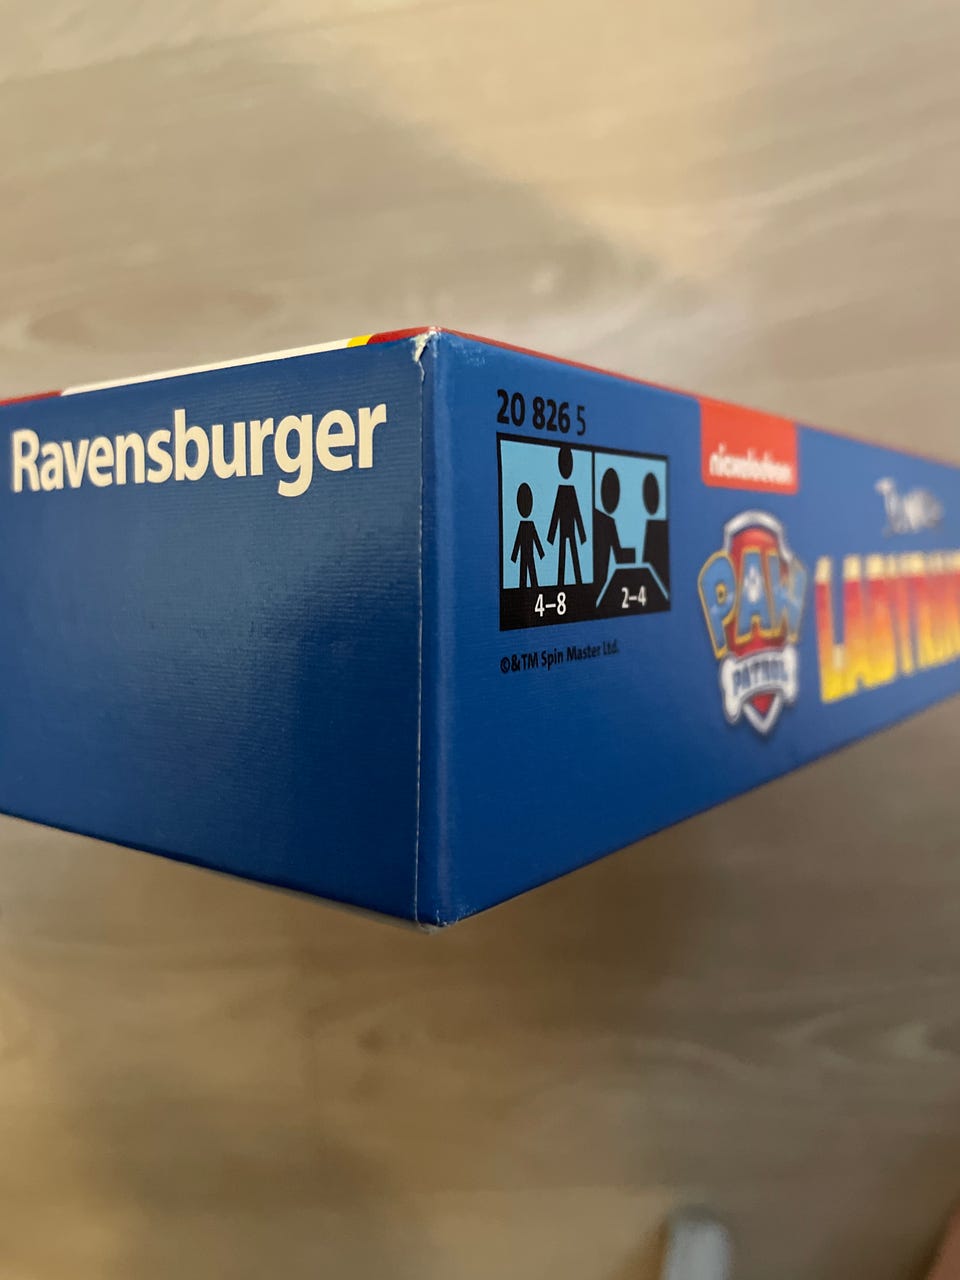 Ravensburger
20 826 5
4–8
2–4
©&TM Spin Master Ltd.
nickelodeon
PAW
PATROL